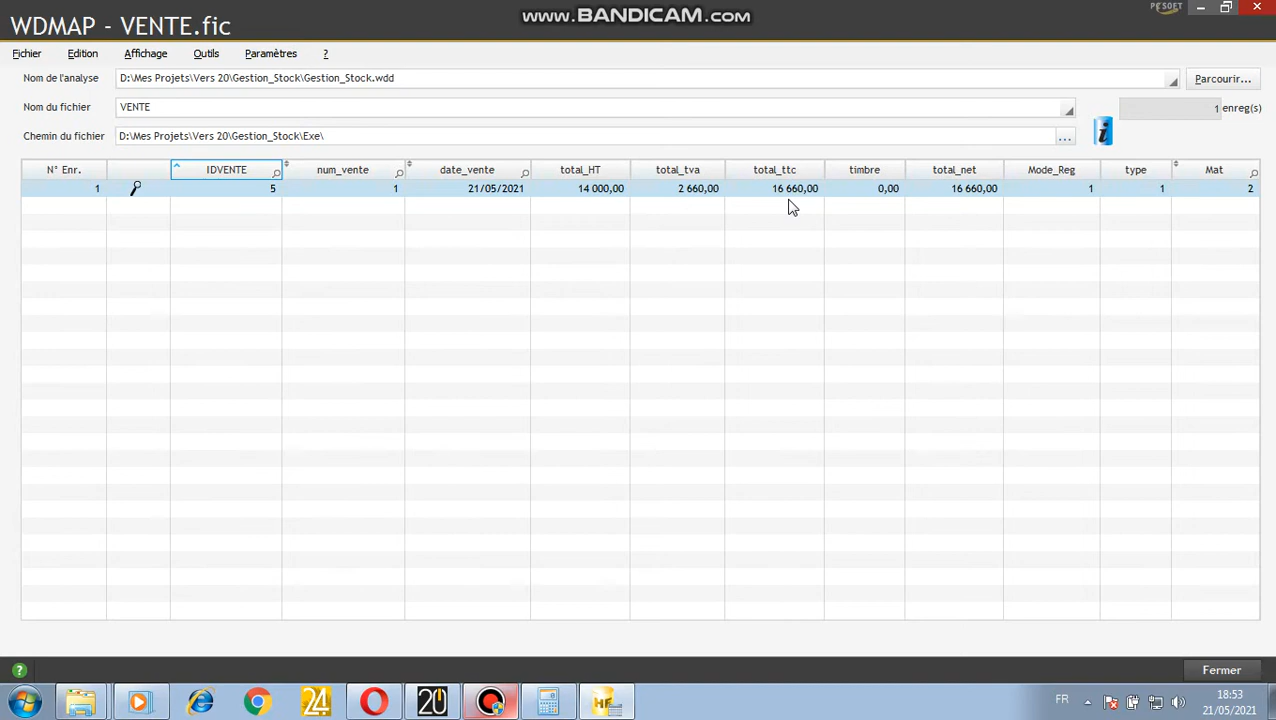 www.BANDICAM.com
PC SOFT
WDMAP - VENTE.fic
Fichier Edition Affichage Outils Paramètres ?
Nom de l'analyse D:\Mes Projets\Vers 20\Gestion_Stock\Gestion_Stock.wdd Parcourir...
Nom du fichier VENTE 1 enreg(s)
Chemin du fichier D:\Mes Projets\Vers 20\Gestion_Stock\Exe\ ...
N° Enr. IDVENTE num_vente date_vente total_HT total_tva total_ttc timbre total_net Mode_Reg type Mat
1 5 1 21/05/2021 14 000,00 2 660,00 16 660,00 0,00 16 660,00 1 1 2
Fermer
24 20 HF FR 18:53
21/05/2021